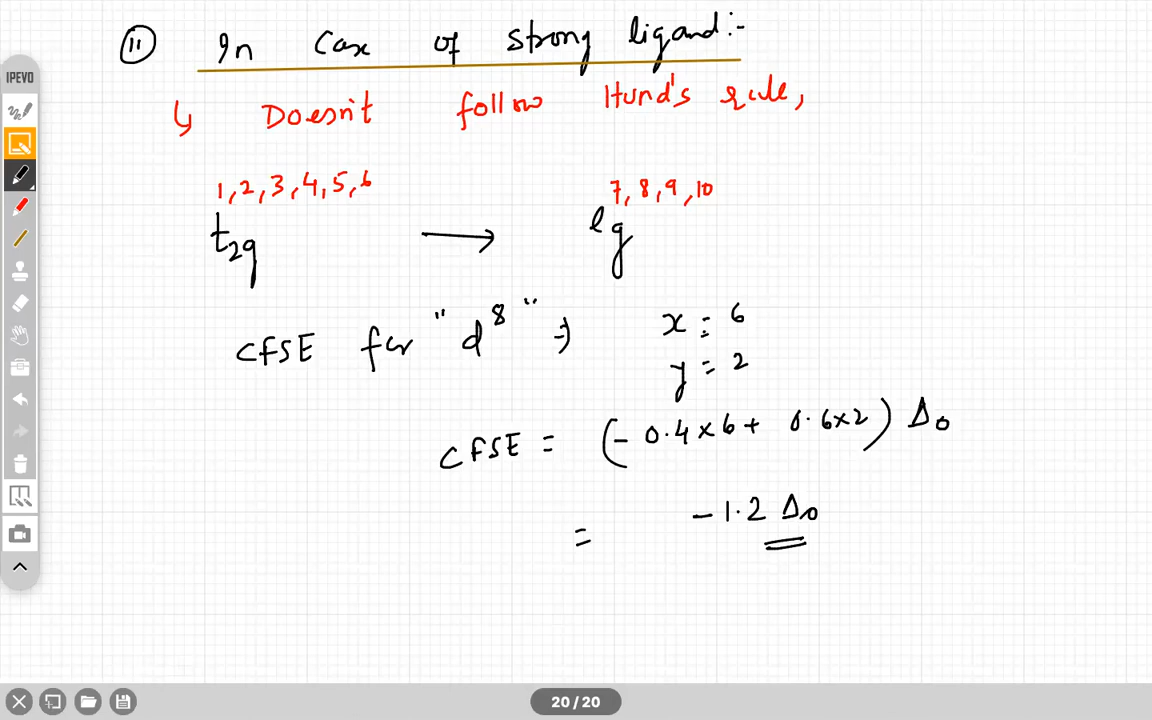 IPEVO
(11) In Case of strong ligand:-
↳ Doesn't follow Hund's rule,
1,2,3,4,5,6 7,8,9,10
t2g → eg
CFSE for "d⁸" ⇒ x = 6
y = 2
CFSE = (- 0.4×6 + 0.6×2) Δo
= -1.2 Δo
20 / 20